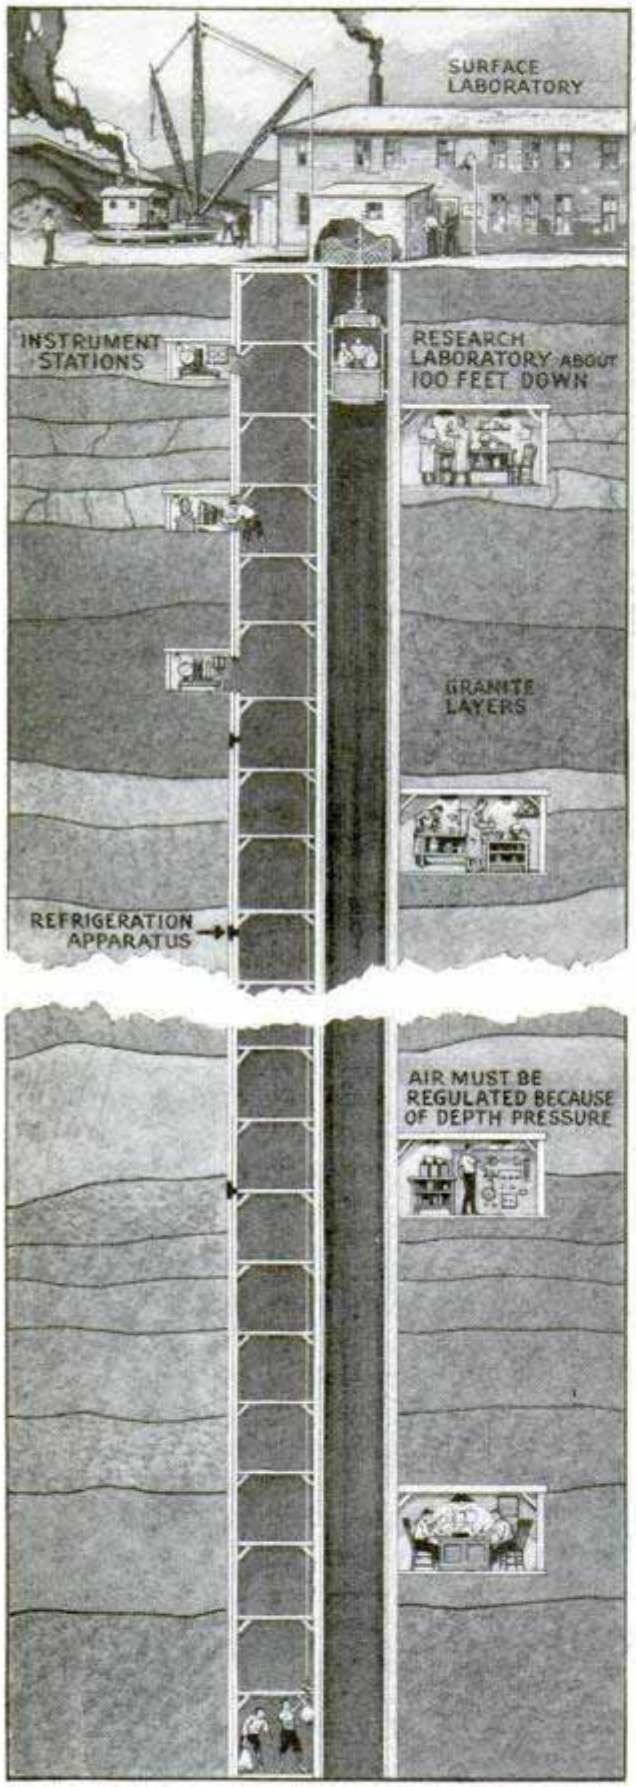 SURFACE
LABORATORY
INSTRUMENT
STATIONS
RESEARCH
LABORATORY ABOUT
100 FEET DOWN
GRANITE
LAYERS
REFRIGERATION
APPARATUS
AIR MUST BE
REGULATED BECAUSE
OF DEPTH PRESSURE